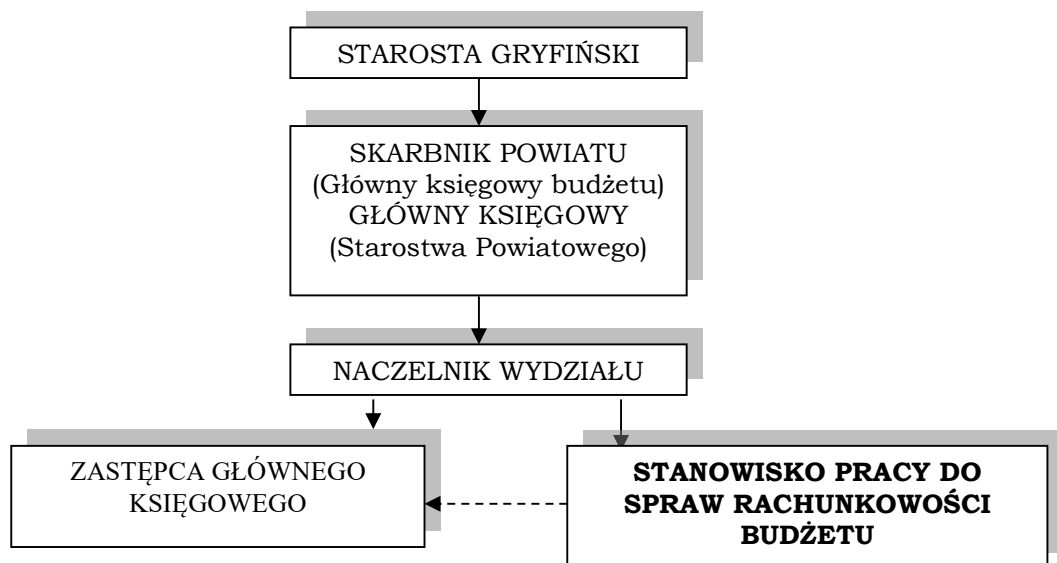 STAROSTA GRYFIŃSKI
SKARBNIK POWIATU
(Główny księgowy budżetu)
GŁÓWNY KSIĘGOWY
(Starostwa Powiatowego)
NACZELNIK WYDZIAŁU
ZASTĘPCA GŁÓWNEGO
KSIĘGOWEGO
STANOWISKO PRACY DO
SPRAW RACHUNKOWOŚCI
BUDŻETU